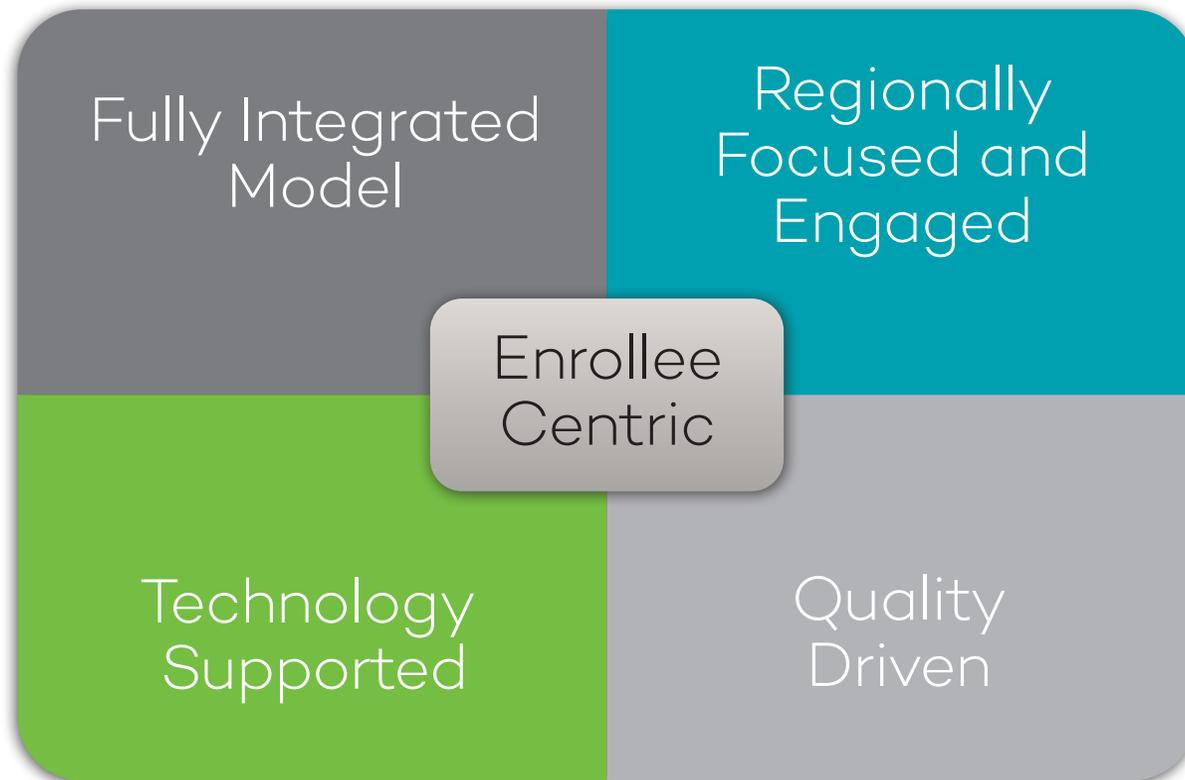 Fully Integrated
Model
Regionally
Focused and
Engaged
Enrollee
Centric
Technology
Supported
Quality
Driven